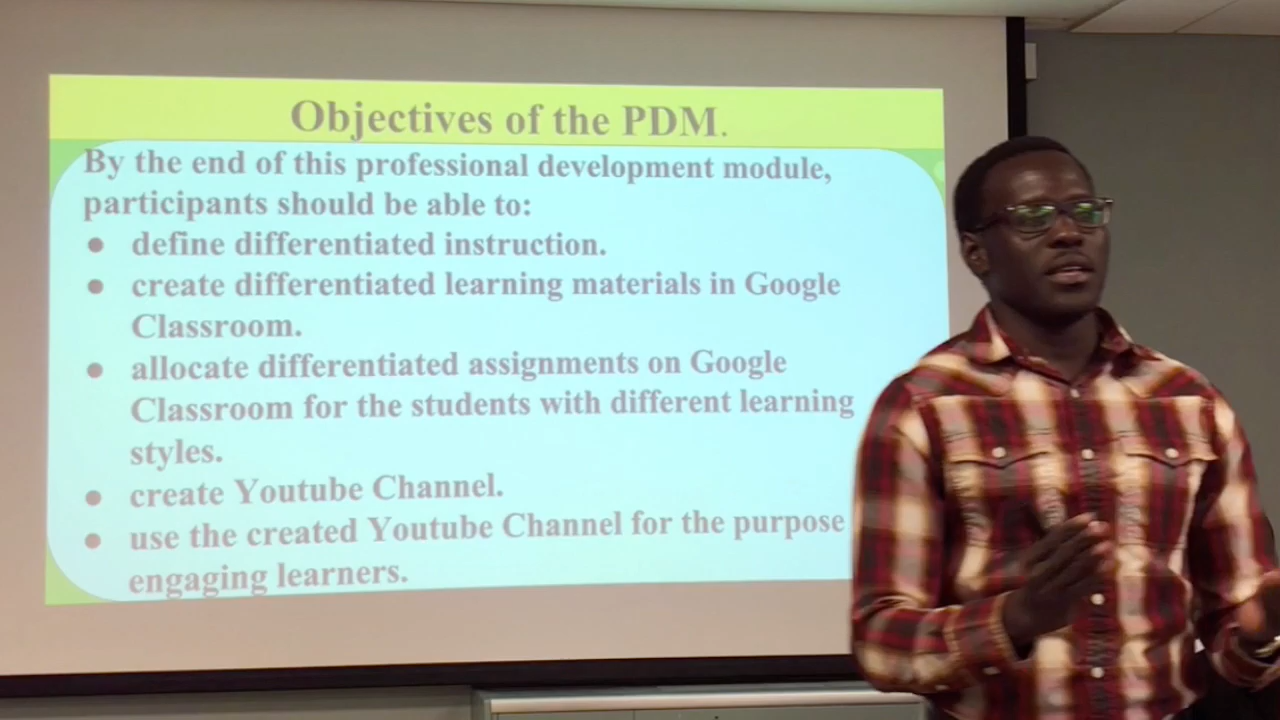 Objectives of the PDM.
By the end of this professional development module,
participants should be able to:
● define differentiated instruction.
● create differentiated learning materials in Google
Classroom.
● allocate differentiated assignments on Google
Classroom for the students with different learning
styles.
● create Youtube Channel.
● use the created Youtube Channel for the purpose
engaging learners.